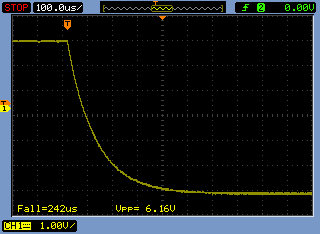 STOP 100.0us/ T 2 0.00V
T
T
1
Fall=242us Vpp= 6.16V
CH1 1.00V/